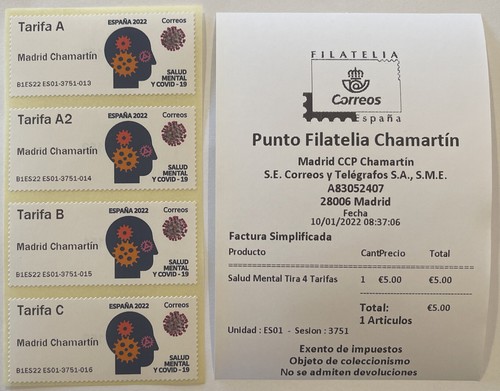 Tarifa A
ESPAÑA 2022
Correos
Madrid Chamartín
SALUD
MENTAL
Y COVID - 19
B1ES22 ES01-3751-013
Tarifa A2
ESPAÑA 2022
Correos
Madrid Chamartín
SALUD
MENTAL
Y COVID - 19
B1ES22 ES01-3751-014
Tarifa B
ESPAÑA 2022
Correos
Madrid Chamartín
SALUD
MENTAL
Y COVID - 19
B1ES22 ES01-3751-015
Tarifa C
ESPAÑA 2022
Correos
Madrid Chamartín
SALUD
MENTAL
Y COVID - 19
B1ES22 ES01-3751-016
FILATELIA
Correos
España
Punto Filatelia Chamartín
Madrid CCP Chamartin
S.E. Correos y Telégrafos S.A., S.M.E.
A83052407
28006 Madrid
Fecha
10/01/2022 08:37:06
Factura Simplificada
Producto CantPrecio Total
Salud Mental Tira 4 Tarifas 1 €5.00 €5.00
Total: €5.00
1 Articulos
Unidad : ES01 - Sesion : 3751
Exento de impuestos
Objeto de coleccionismo
No se admiten devoluciones